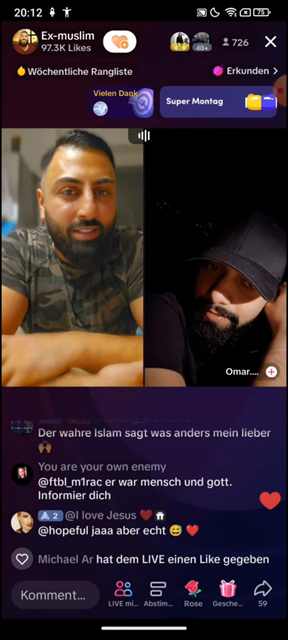 20:12
75
Ex-muslim
97.3K Likes
40+
726
Wöchentliche Rangliste
Erkunden >
Vielen Dank
Super Montag
Omar....
Der wahre Islam sagt was anders mein lieber
🙌🏽
You are your own enemy
@ftbl_m1rac er war mensch und gott.
Informier dich
A 2 @I love Jesus ❤️🏠
@hopeful jaaa aber echt 😅 ❤️
Michael Ar hat dem LIVE einen Like gegeben
Komment...
LIVE mi...
Abstim...
Rose
Gesche...
59